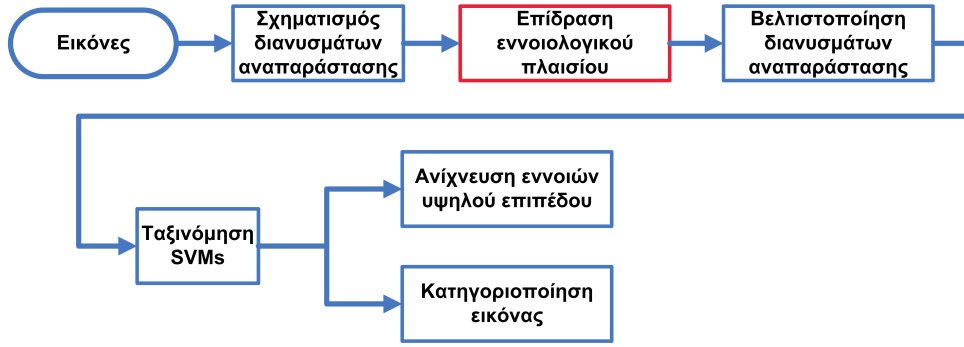 Εικόνες
Σχηματισμός
διανυσμάτων
αναπαράστασης
Επίδραση
εννοιολογικού
πλαισίου
Βελτιστοποίηση
διανυσμάτων
αναπαράστασης
Ανίχνευση εννοιών
υψηλού επιπέδου
Ταξινόμηση
SVMs
Κατηγοριοποίηση
εικόνας